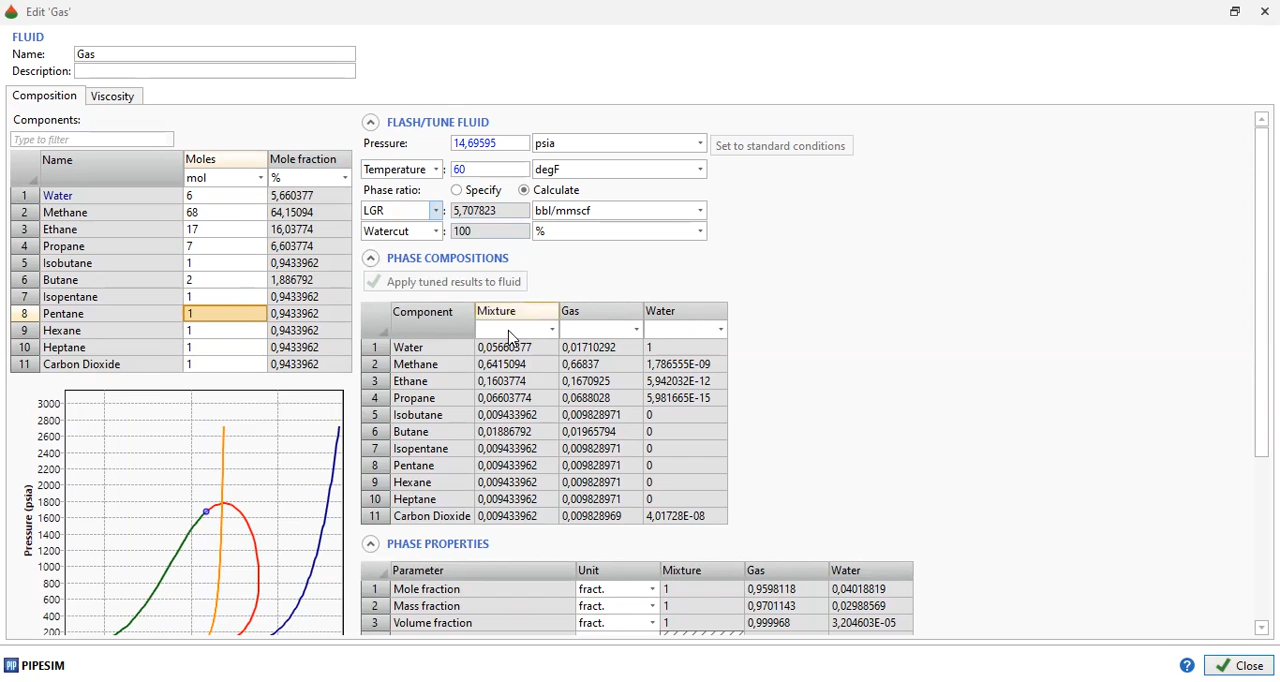 Edit 'Gas'
FLUID
Name: Gas
Description:
Composition Viscosity
Components:
Type to filter
Name Moles Mole fraction
mol %
1 Water 6 5,660377
2 Methane 68 64,15094
3 Ethane 17 16,03774
4 Propane 7 6,603774
5 Isobutane 1 0,9433962
6 Butane 2 1,886792
7 Isopentane 1 0,9433962
8 Pentane 1 0,9433962
9 Hexane 1 0,9433962
10 Heptane 1 0,9433962
11 Carbon Dioxide 1 0,9433962
Pressure (psia)
3000
2800
2600
2400
2200
2000
1800
1600
1400
1200
1000
800
600
400
200
FLASH/TUNE FLUID
Pressure: 14,69595 psia Set to standard conditions
Temperature : 60 degF
Phase ratio: Specify Calculate
LGR : 5,707823 bbl/mmscf
Watercut : 100 %
PHASE COMPOSITIONS
Apply tuned results to fluid
Component Mixture Gas Water
1 Water 0,05660377 0,01710292 1
2 Methane 0,6415094 0,66837 1,786555E-09
3 Ethane 0,1603774 0,1670925 5,942032E-12
4 Propane 0,06603774 0,0688028 5,981665E-15
5 Isobutane 0,009433962 0,009828971 0
6 Butane 0,01886792 0,01965794 0
7 Isopentane 0,009433962 0,009828971 0
8 Pentane 0,009433962 0,009828971 0
9 Hexane 0,009433962 0,009828971 0
10 Heptane 0,009433962 0,009828971 0
11 Carbon Dioxide 0,009433962 0,009828969 4,01728E-08
PHASE PROPERTIES
Parameter Unit Mixture Gas Water
1 Mole fraction fract. 1 0,9598118 0,04018819
2 Mass fraction fract. 1 0,9701143 0,02988569
3 Volume fraction fract. 1 0,999968 3,204603E-05
PIP PIPESIM
? Close